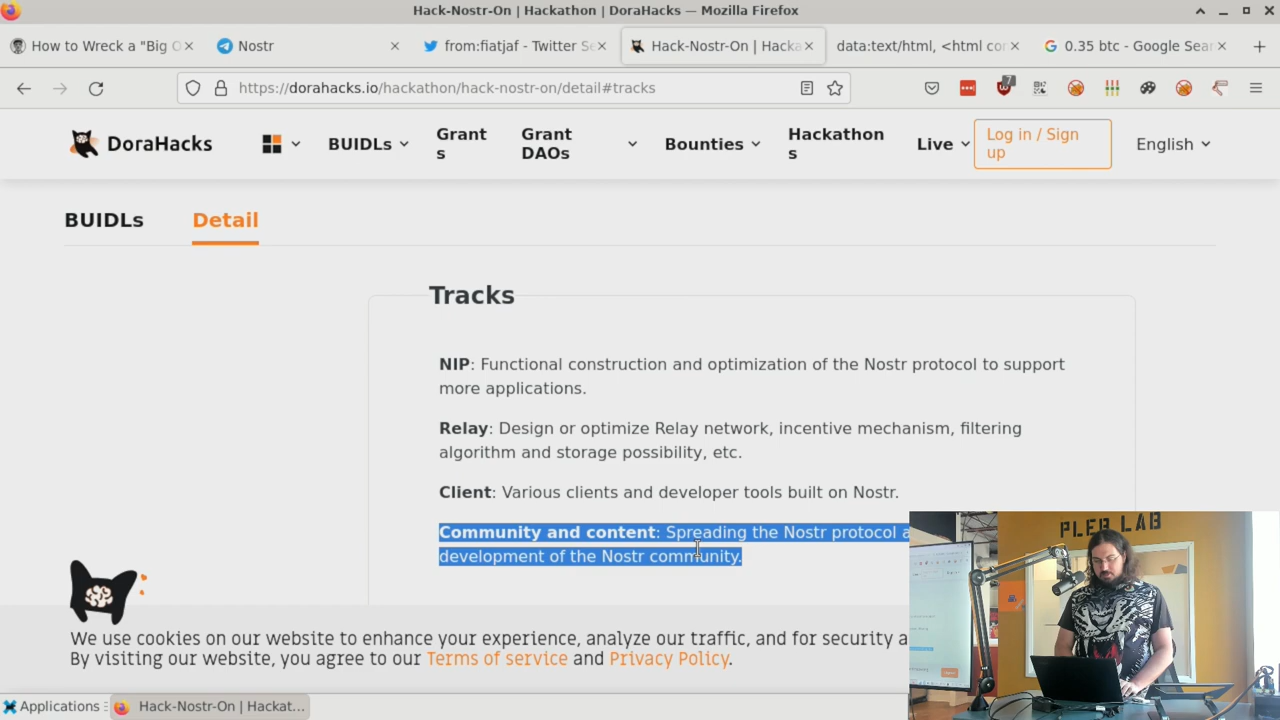 Hack-Nostr-On | Hackathon | DoraHacks — Mozilla Firefox
How to Wreck a "Big O
Nostr
from:fiatjaf - Twitter Se
Hack-Nostr-On | Hacka
data:text/html, <html cor
0.35 btc - Google Sear
https://dorahacks.io/hackathon/hack-nostr-on/detail#tracks
7
DoraHacks
BUIDLs
Grant
s
Grant
DAOs
Bounties
Hackathon
s
Live
Log in / Sign
up
English
BUIDLs
Detail
Tracks
NIP: Functional construction and optimization of the Nostr protocol to support
more applications.
Relay: Design or optimize Relay network, incentive mechanism, filtering
algorithm and storage possibility, etc.
Client: Various clients and developer tools built on Nostr.
Community and content: Spreading the Nostr protocol a
development of the Nostr community.
PLEB LAB
We use cookies on our website to enhance your experience, analyze our traffic, and for security a
By visiting our website, you agree to our Terms of service and Privacy Policy.
Applications
Hack-Nostr-On | Hackat...